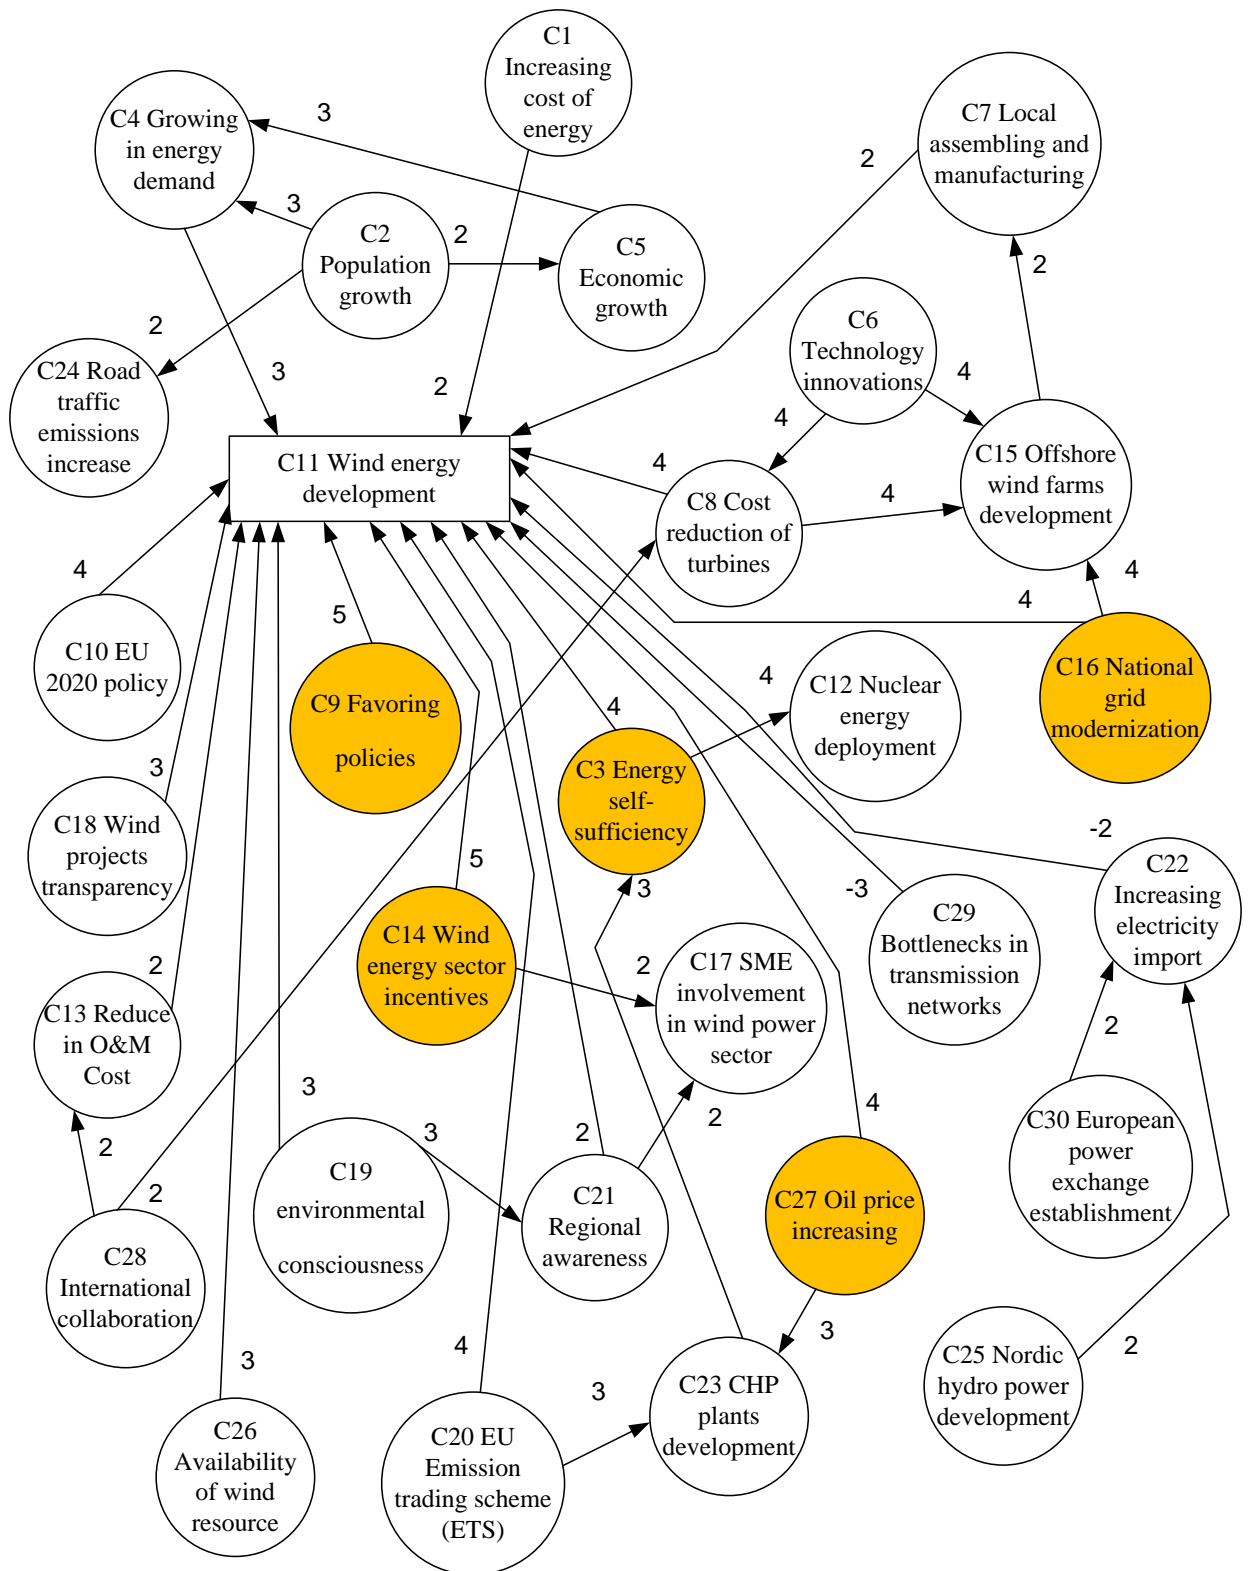 C1
Increasing
cost of
energy
C4 Growing
in energy
demand
3
C7 Local
assembling and
manufacturing
2
3
C2
Population
growth
2
C5
Economic
growth
2
2
C6
Technology
innovations
C24 Road
traffic
emissions
increase
3
2
4
4
C11 Wind energy
development
4
C8 Cost
reduction of
turbines
4
C15 Offshore
wind farms
development
4
4
4
C10 EU
2020 policy
5
C9 Favoring
policies
4
C3 Energy
self-
sufficiency
4
C12 Nuclear
energy
deployment
C16 National
grid
modernization
3
C18 Wind
projects
transparency
5
3
-3
-2
C22
Increasing
electricity
import
C14 Wind
energy sector
incentives
2
C17 SME
involvement
in wind power
sector
C29
Bottlenecks in
transmission
networks
2
C13 Reduce
in O&M
Cost
2
2
3
C19
environmental
consciousness
3
2
C21
Regional
awareness
2
4
C27 Oil price
increasing
2
C30 European
power
exchange
establishment
C28
International
collaboration
3
C26
Availability
of wind
resource
4
C20 EU
Emission
trading scheme
(ETS)
3
C23 CHP
plants
development
3
C25 Nordic
hydro power
development
2